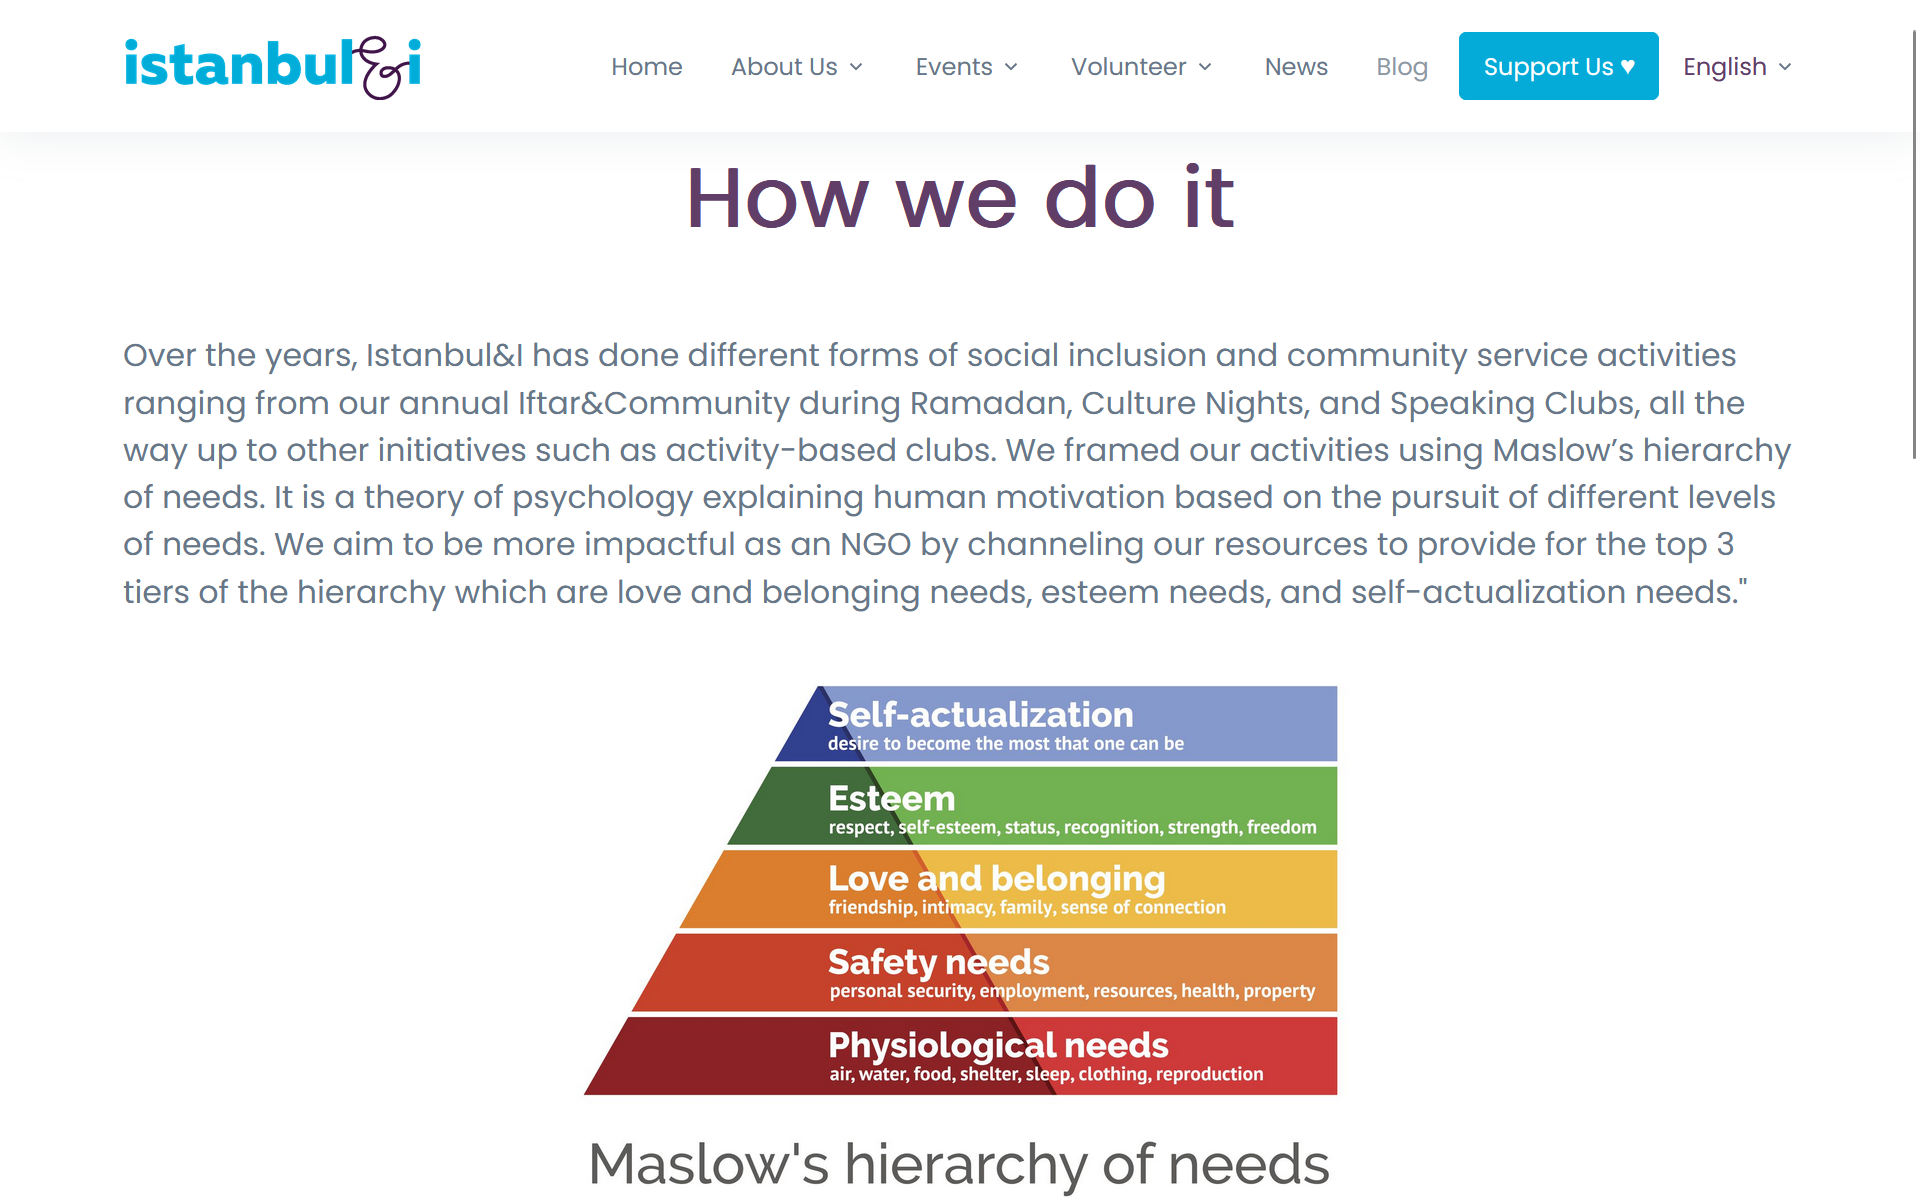 istanbul&i
Home About Us Events Volunteer News Blog Support Us ♥ English
How we do it
Over the years, Istanbul&I has done different forms of social inclusion and community service activities
ranging from our annual Iftar&Community during Ramadan, Culture Nights, and Speaking Clubs, all the
way up to other initiatives such as activity-based clubs. We framed our activities using Maslow’s hierarchy
of needs. It is a theory of psychology explaining human motivation based on the pursuit of different levels
of needs. We aim to be more impactful as an NGO by channeling our resources to provide for the top 3
tiers of the hierarchy which are love and belonging needs, esteem needs, and self-actualization needs."
Self-actualization
desire to become the most that one can be
Esteem
respect, self-esteem, status, recognition, strength, freedom
Love and belonging
friendship, intimacy, family, sense of connection
Safety needs
personal security, employment, resources, health, property
Physiological needs
air, water, food, shelter, sleep, clothing, reproduction
Maslow's hierarchy of needs